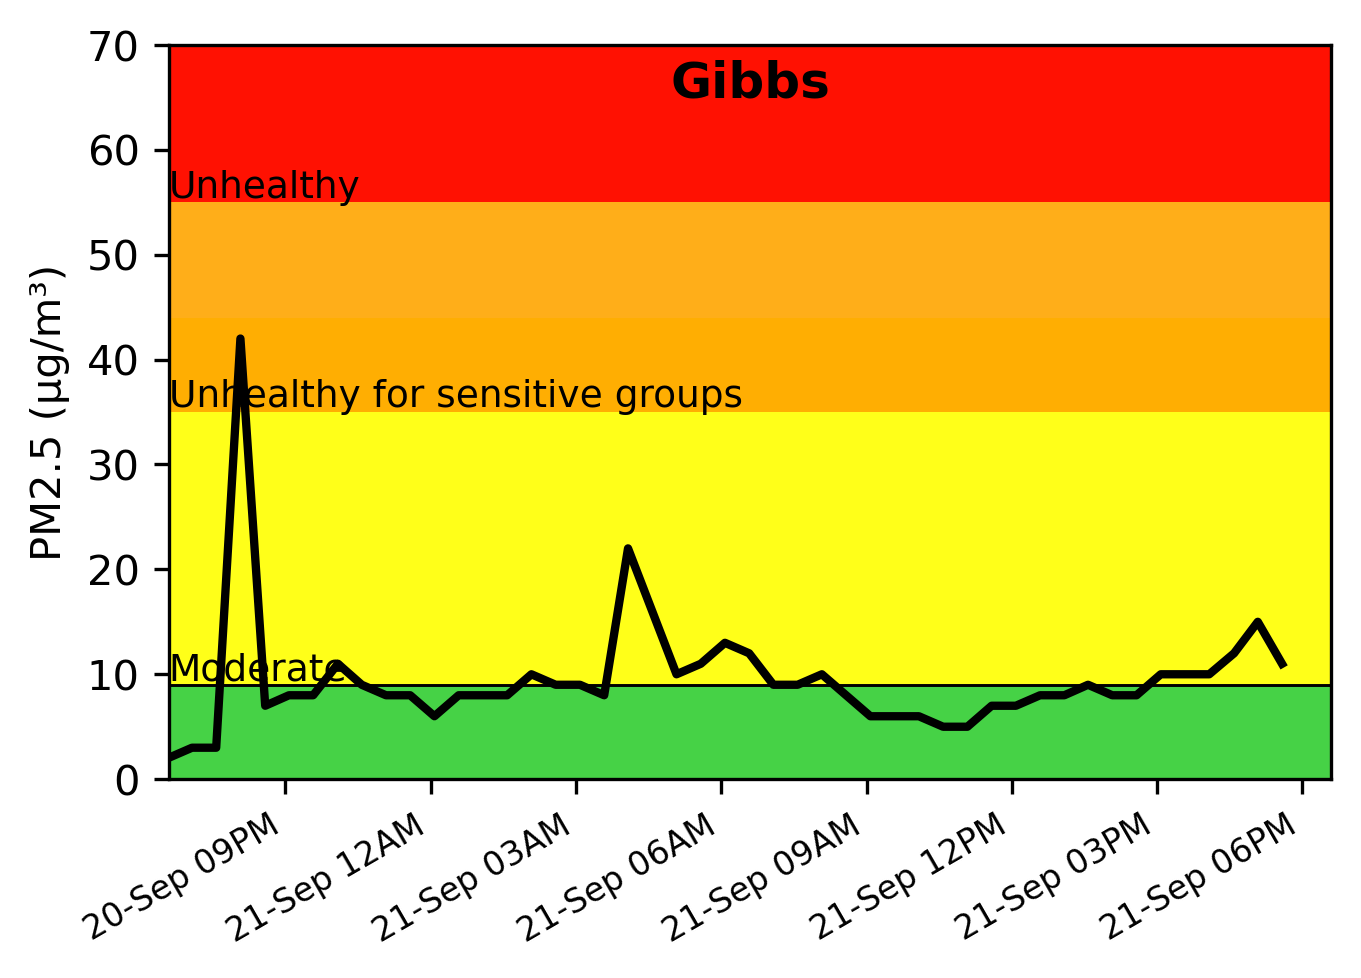 Gibbs
70
60
50
40
30
20
10
0
PM2.5 (µg/m³)
Unhealthy
Unhealthy for sensitive groups
Moderate
20-Sep 09PM
21-Sep 12AM
21-Sep 03AM
21-Sep 06AM
21-Sep 09AM
21-Sep 12PM
21-Sep 03PM
21-Sep 06PM